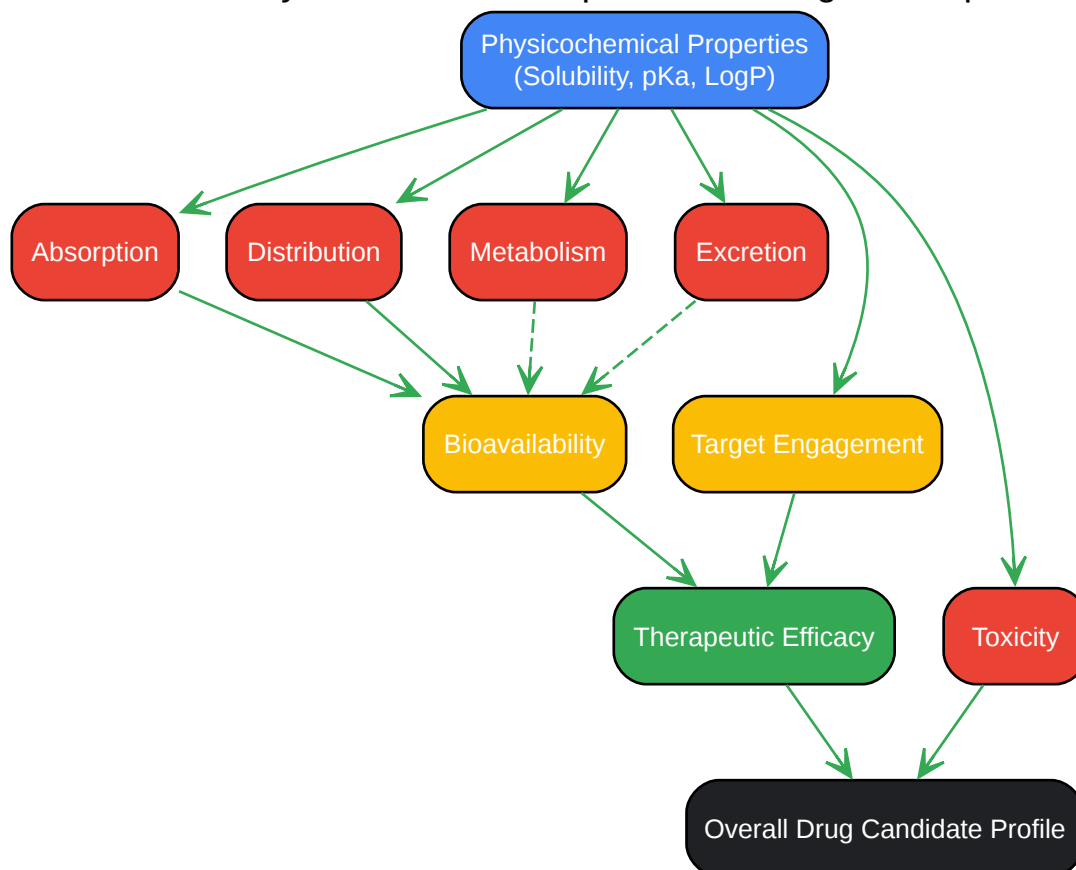 Physicochemical Properties
(Solubility, pKa, LogP)
Absorption
Distribution
Metabolism
Excretion
Bioavailability
Target Engagement
Therapeutic Efficacy
Toxicity
Overall Drug Candidate Profile